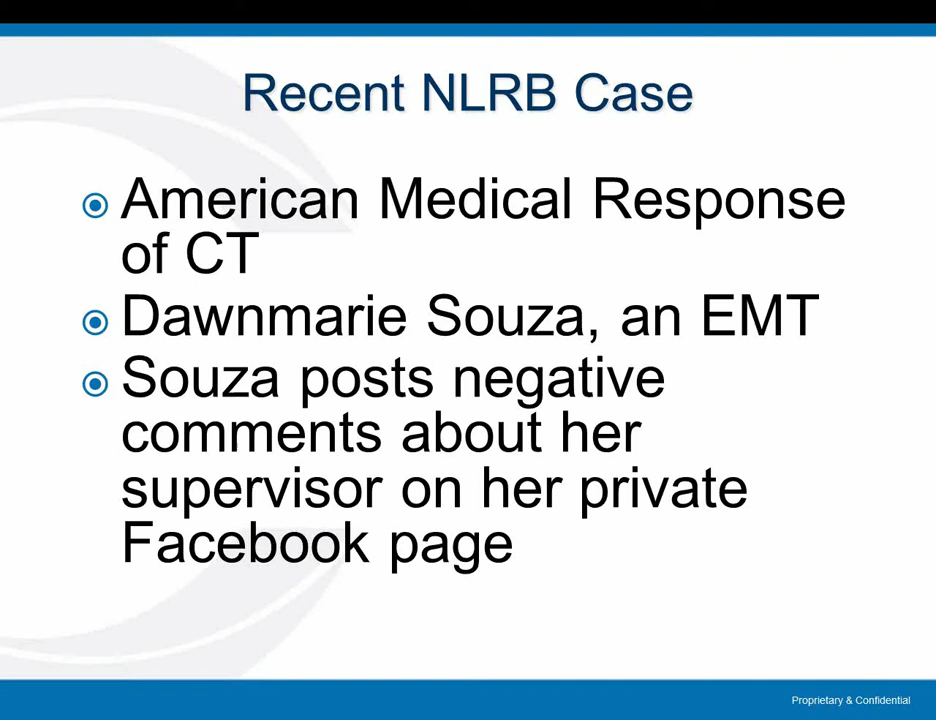 Recent NLRB Case
American Medical Response
of CT
Dawnmarie Souza, an EMT
Souza posts negative
comments about her
supervisor on her private
Facebook page
Proprietary & Confidential